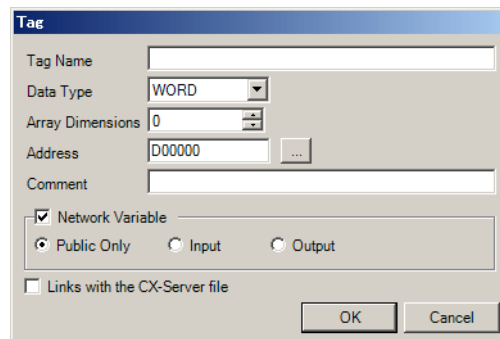 Tag
Tag Name
Data Type WORD
Array Dimensions 0
Address D00000 ...
Comment
Network Variable
Public Only Input Output
Links with the CX-Server file
OK Cancel